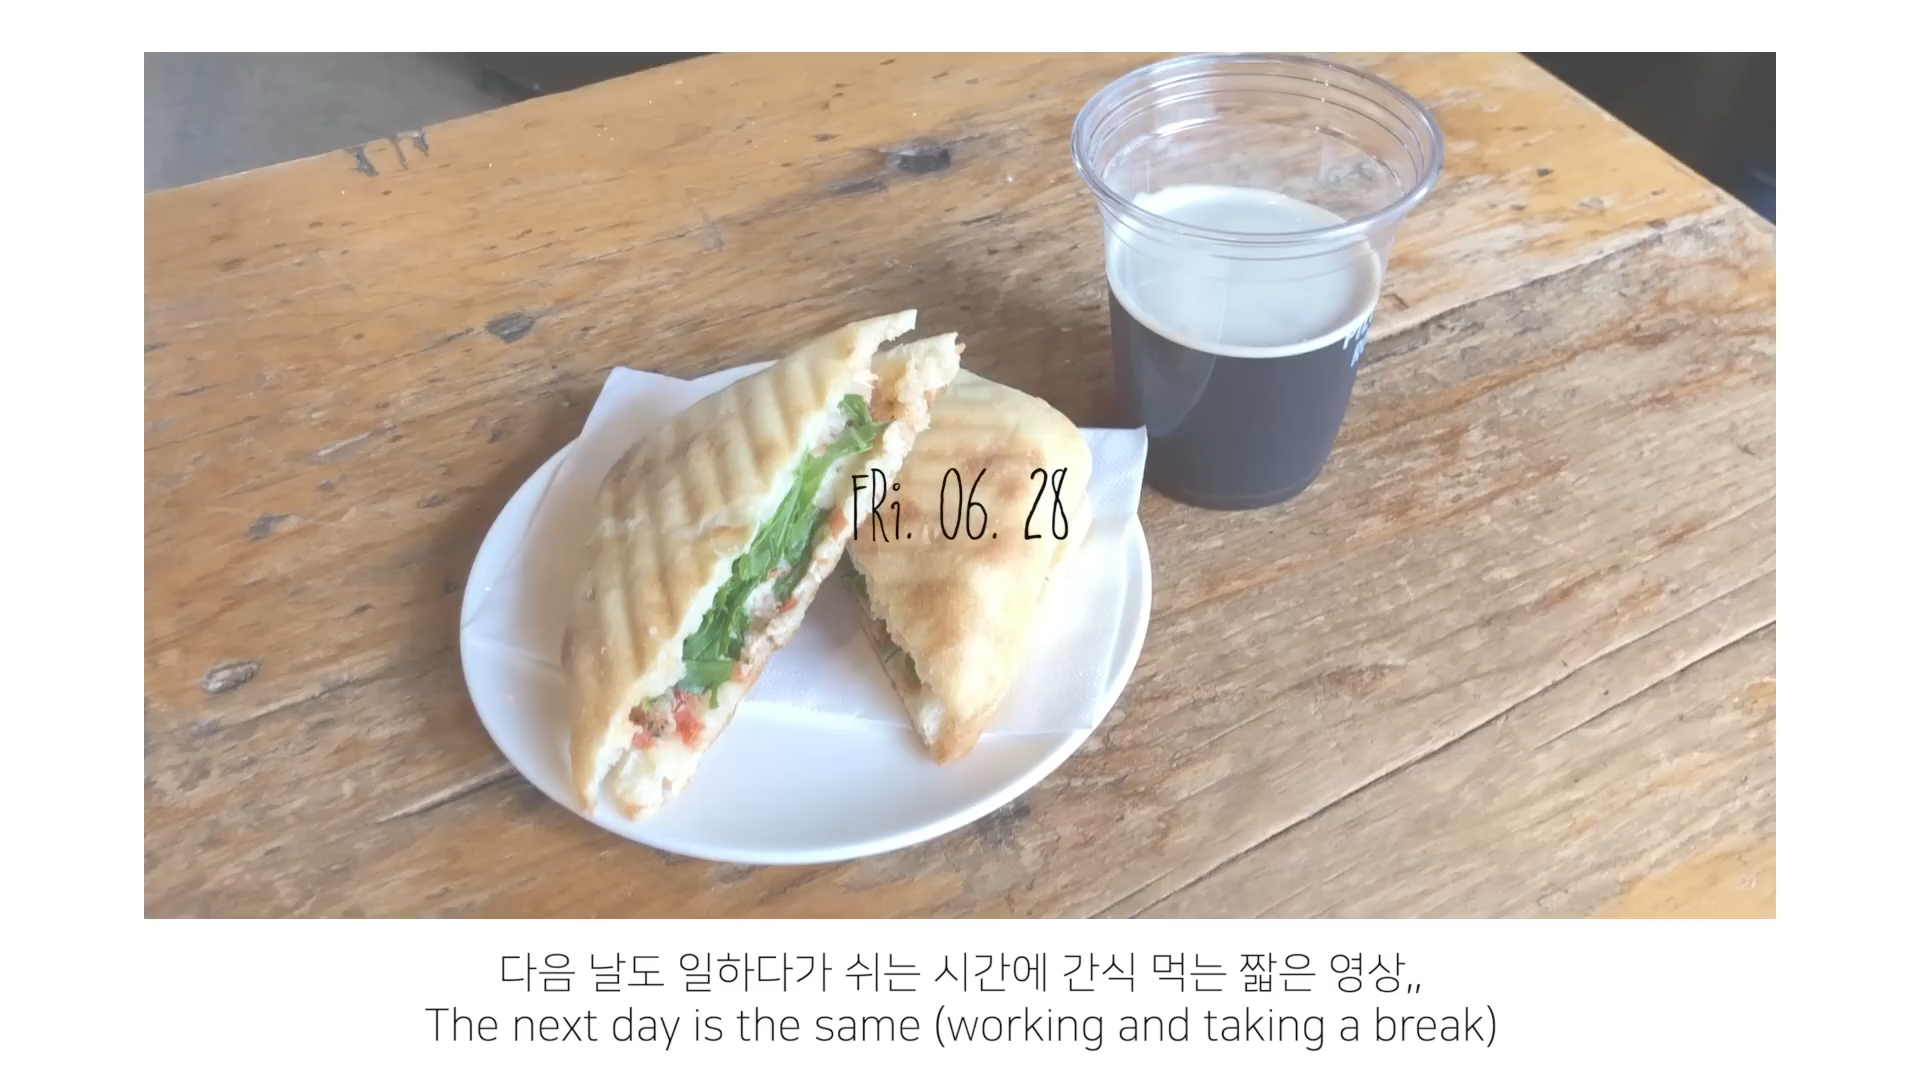 FRi. 06. 28
다음 날도 일하다가 쉬는 시간에 간식 먹는 짧은 영상,,
The next day is the same (working and taking a break)